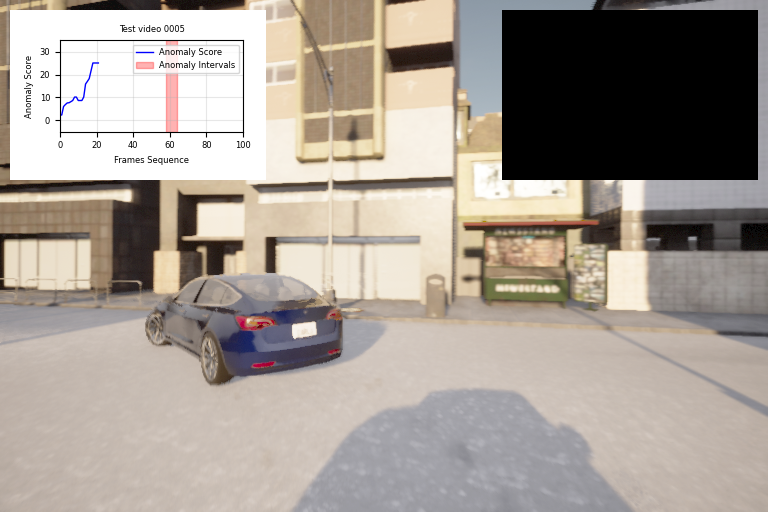 Test video 0005
Anomaly Score
Anomaly Intervals
Anomaly Score
30
20
10
0
0 20 40 60 80 100
Frames Sequence
NEWSSTAND